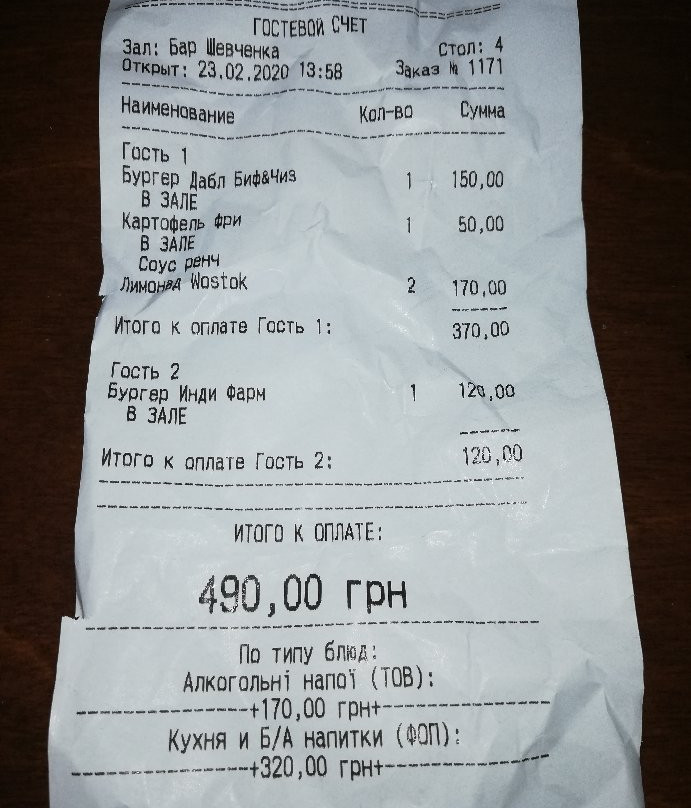 ГОСТЕВОЙ СЧЕТ
Зал: Бар Шевченка Стол: 4
Открыт: 23.02.2020 13:58 Заказ № 1171
Наименование Кол-во Сумма
Гость 1
Бургер Дабл Биф&Чиз 1 150,00
В ЗАЛЕ
Картофель фри 1 50,00
В ЗАЛЕ
Соус ренч
Лимонад Wostok 2 170,00
Итого к оплате Гость 1: 370,00
Гость 2
Бургер Инди Фарм 1 120,00
В ЗАЛЕ
Итого к оплате Гость 2: 120,00
ИТОГО К ОПЛАТЕ:
490,00 грн
По типу блюд:
Алкогольні напої (ТОВ):
+170,00 грн+
Кухня и Б/А напитки (ФОП):
+320,00 грн+